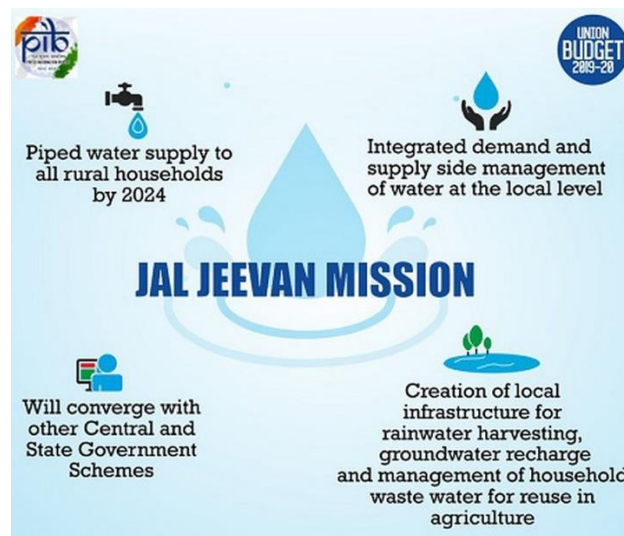 pib
UNION
BUDGET
2019-20
Piped water supply to
all rural households
by 2024
Integrated demand and
supply side management
of water at the local level
JAL JEEVAN MISSION
Will converge with
other Central and
State Government
Schemes
Creation of local
infrastructure for
rainwater harvesting,
groundwater recharge
and management of household
waste water for reuse in
agriculture